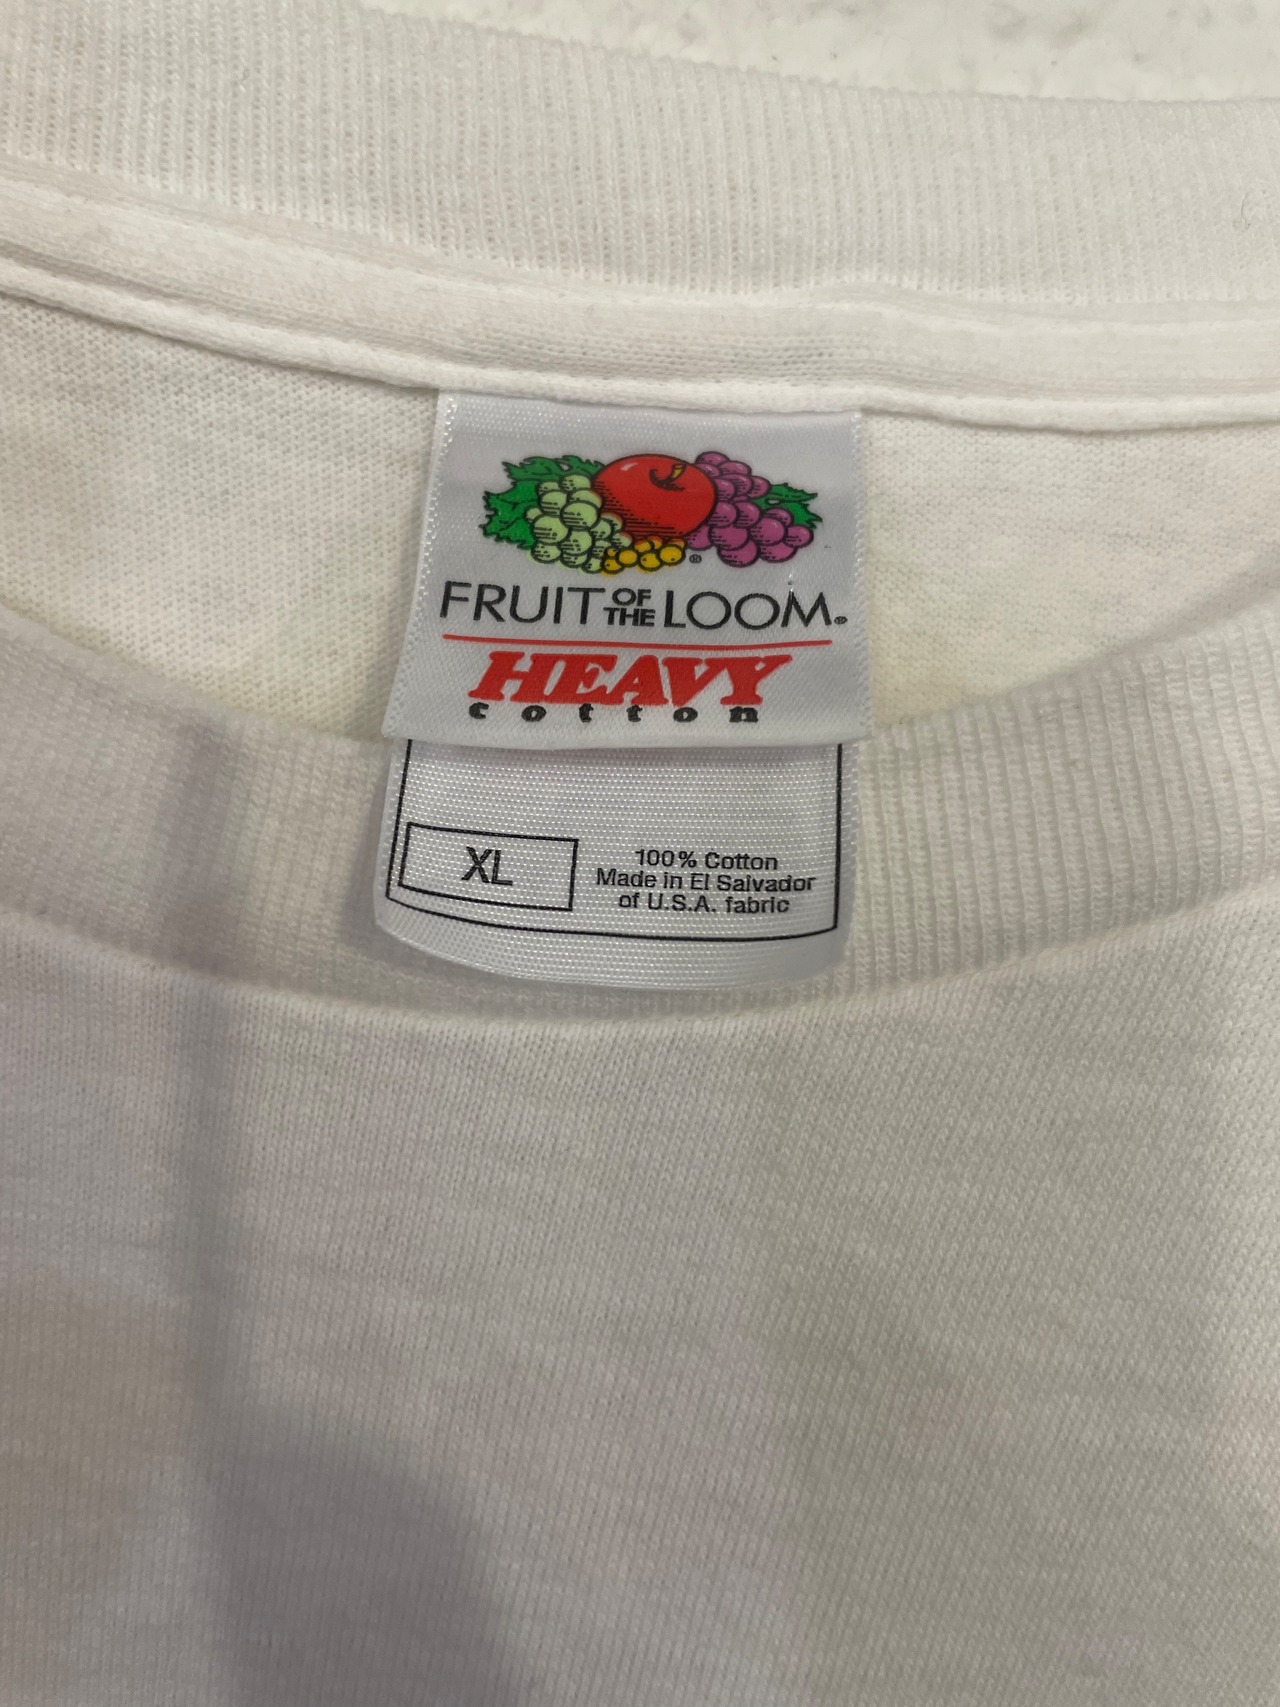 FRUIT OF THE LOOM®
HEAVY
cotton
XL
100% Cotton
Made in El Salvador
of U.S.A. fabric